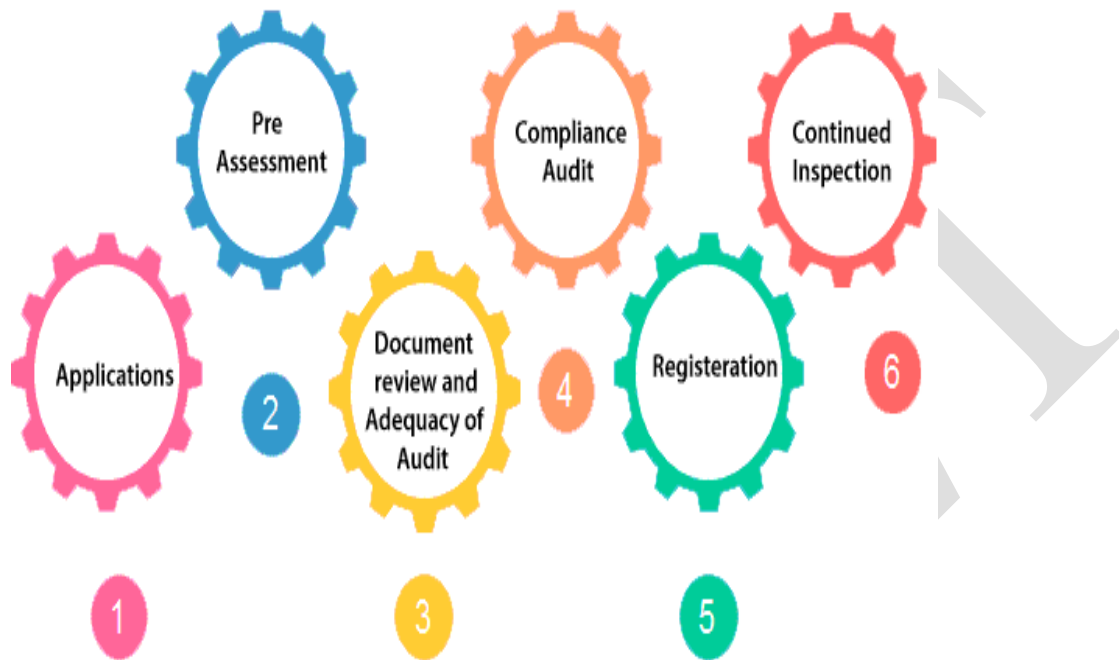 Applications
1
Pre
Assessment
2
Document
review and
Adequacy of
Audit
3
Compliance
Audit
4
Registeration
5
Continued
Inspection
6